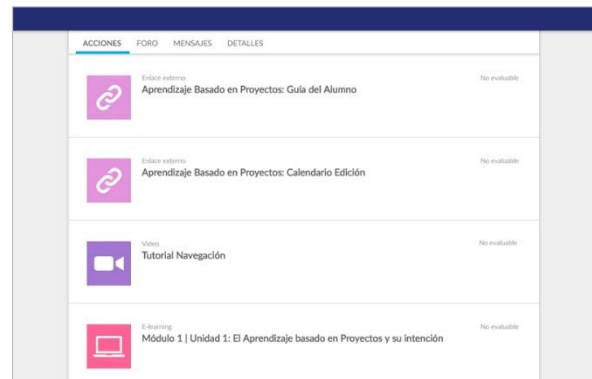 ACCIONES FORO MENSAJES DETALLES
Enlace externo No evaluable
Aprendizaje Basado en Proyectos: Guía del Alumno
Enlace externo No evaluable
Aprendizaje Basado en Proyectos: Calendario Edición
Video No evaluable
Tutorial Navegación
E-learning No evaluable
Módulo 1 | Unidad 1: El Aprendizaje basado en Proyectos y su intención